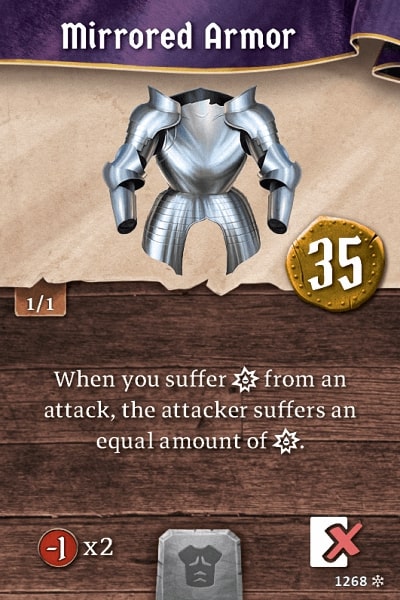 Mirrored Armor
35
1/1
When you suffer from an
attack, the attacker suffers an
equal amount of .
-1 x2
1268